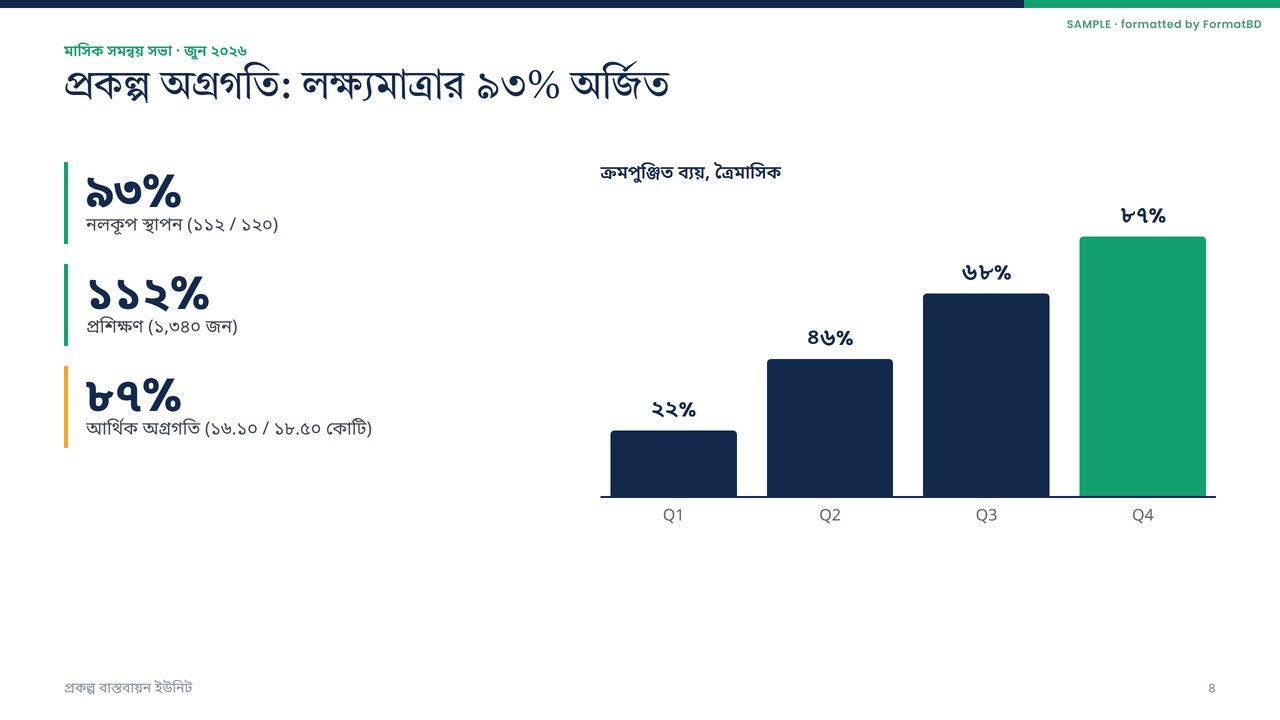 SAMPLE · formatted by FormatBD
মাসিক সমন্বয় সভা · জুন ২০২৬
প্রকল্প অগ্রগতি: লক্ষ্যমাত্রার ৯৩% অর্জিত
৯৩%
নলকূপ স্থাপন (১১২ / ১২০)
১১২%
প্রশিক্ষণ (১,৩৪০ জন)
৮৭%
আর্থিক অগ্রগতি (১৬.১০ / ১৮.৫০ কোটি)
ক্রমপুঞ্জিত ব্যয়, ত্রৈমাসিক
২২%
৪৬%
৬৮%
৮৭%
Q1
Q2
Q3
Q4
প্রকল্প বাস্তবায়ন ইউনিট
৪